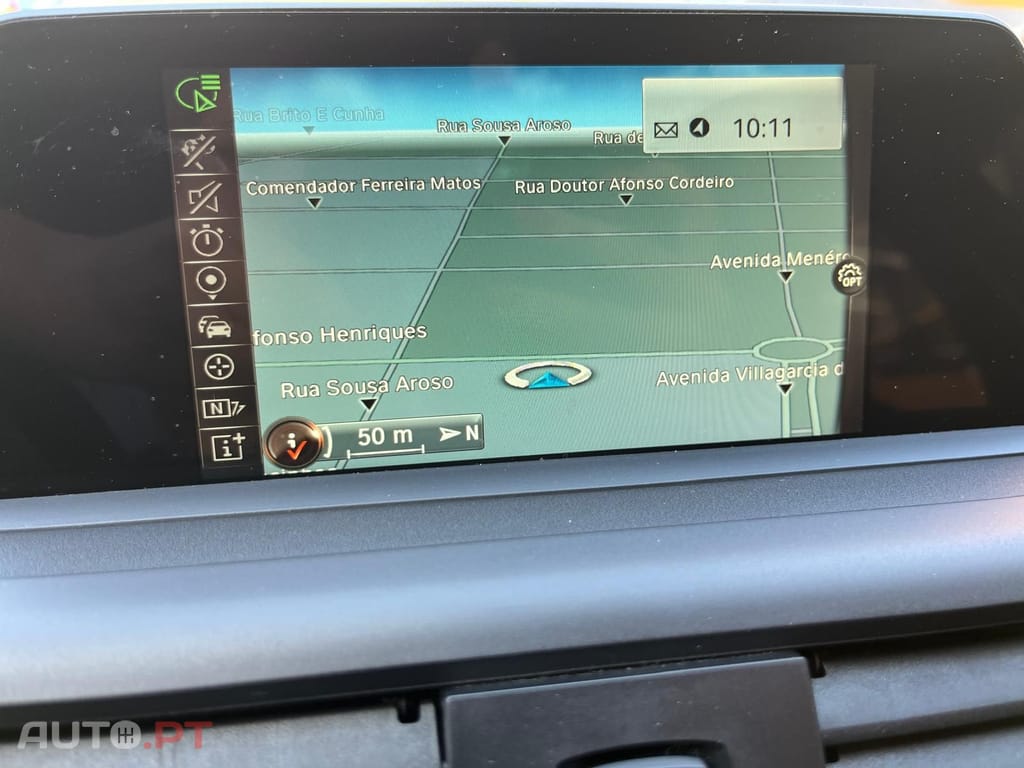 Rua Brito E Cunha
Rua Sousa Aroso
Rua de
10:11
Comendador Ferreira Matos
Rua Doutor Afonso Cordeiro
Avenida Menér
OPT
fonso Henriques
Rua Sousa Aroso
Avenida Villagarcia d
50 m
N
N
i+
AUTO.PT